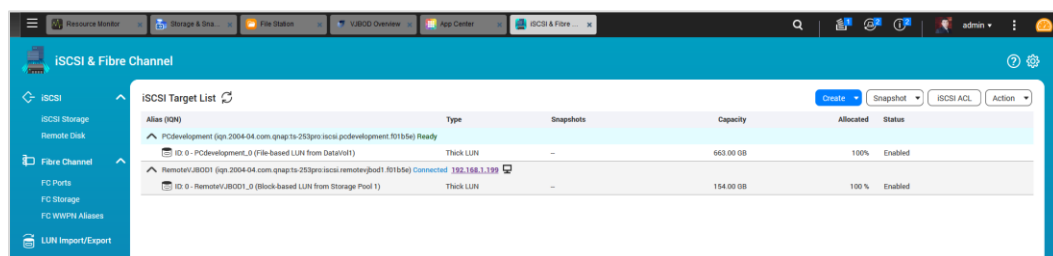 Resource Monitor × Storage & Sna... × File Station × VJBOD Overview × App Center × iSCSI & Fibre ... × 1 2 2 admin
iSCSI & Fibre Channel
iSCSI
iSCSI Storage
Remote Disk
Fibre Channel
FC Ports
FC Storage
FC WWPN Aliases
LUN Import/Export
iSCSI Target List
Create Snapshot iSCSI ACL Action
Alias (IQN) Type Snapshots Capacity Allocated Status
PCdevelopment (iqn.2004-04.com.qnap:ts-253pro:iscsi.pcdevelopment.f01b5e) Ready
ID: 0 - PCdevelopment_0 (File-based LUN from DataVol1) Thick LUN -- 663.00 GB 100% Enabled
RemoteVJBOD1 (iqn.2004-04.com.qnap:ts-253pro:iscsi.remotevjbod1.f01b5e) Connected 192.168.1.199
ID: 0 - RemoteVJBOD1_0 (Block-based LUN from Storage Pool 1) Thick LUN -- 154.00 GB 100 % Enabled